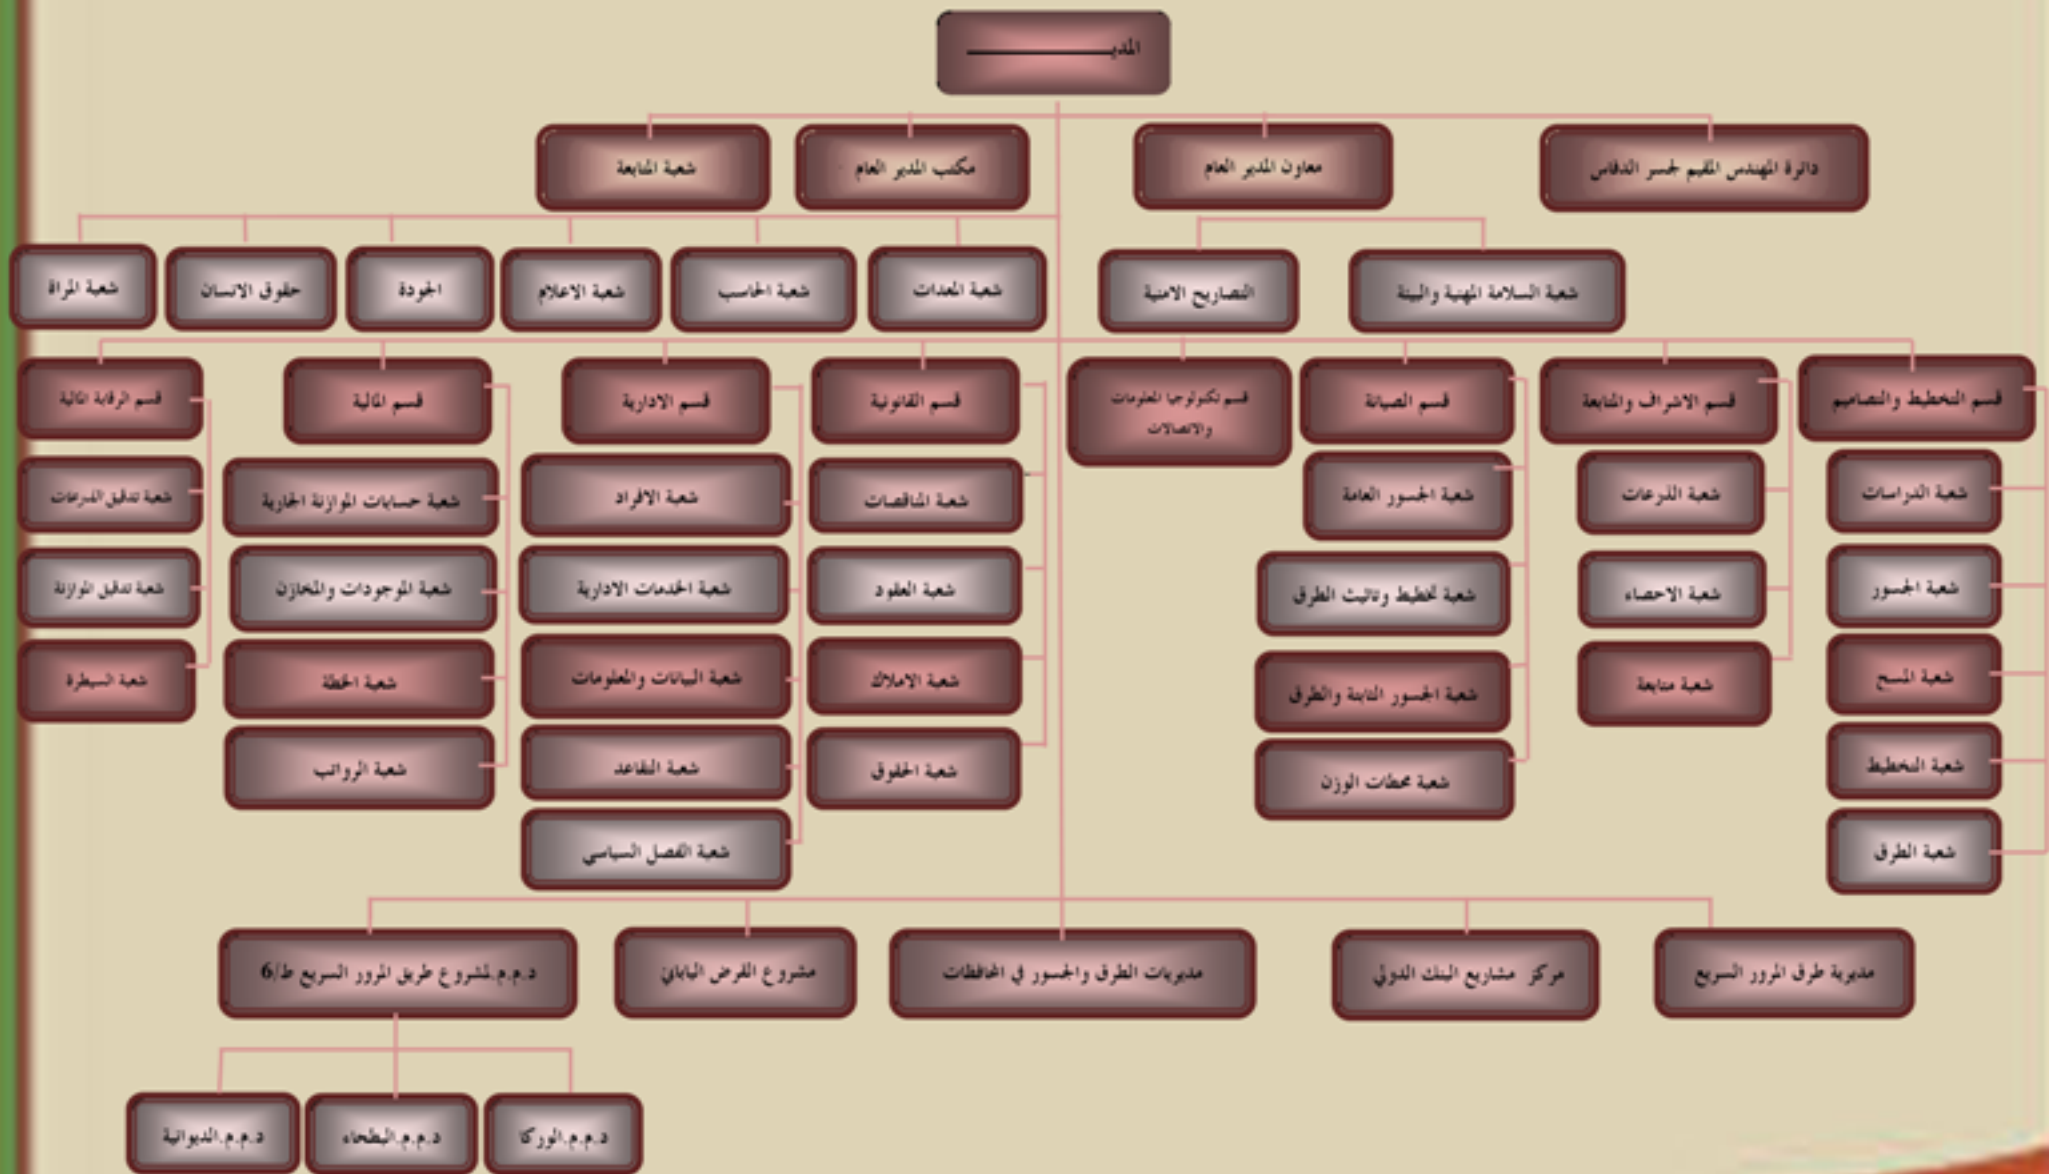 المديــــــــــــ
دائرة المهندس المقيم لجسر الدفاس
معاون المدير العام
مكتب المدير العام
شعبة المتابعة
شعبة السلامة المهنية والبيئة
التصاريح الامنية
شعبة المعدات
شعبة الحاسب
شعبة الاعلام
الجودة
حقوق الانسان
شعبة المراة
قسم التخطيط والتصاميم
قسم الاشراف والمتابعة
قسم الصيانة
قسم تكنولوجيا المعلومات
والاتصالات
قسم القانونية
قسم الادارية
قسم المالية
قسم الرقابة المالية
شعبة الدراسات
شعبة الجسور
شعبة المسح
شعبة التخطيط
شعبة الطرق
شعبة الذرعات
شعبة الاحصاء
شعبة متابعة
شعبة الجسور العامة
شعبة تخطيط وتاثيث الطرق
شعبة الجسور الثابتة والطرق
شعبة محطات الوزن
شعبة المناقصات
شعبة العقود
شعبة الاملاك
شعبة الحقوق
شعبة الافراد
شعبة الخدمات الادارية
شعبة البيانات والمعلومات
شعبة التقاعد
شعبة الفصل السياسي
شعبة حسابات الموازنة الجارية
شعبة الموجودات والمخازن
شعبة الخطة
شعبة الرواتب
شعبة تدقيق الذرعات
شعبة تدقيق الموازنة
شعبة السيطرة
مديرية طرق المرور السريع
مركز مشاريع البنك الدولي
مديريات الطرق والجسور في المحافظات
مشروع القرض الياباني
د.م.م.لمشروع طريق المرور السريع ط/6
د.م.م.الوركا
د.م.م.البطحاء
د.م.م.الديوانية